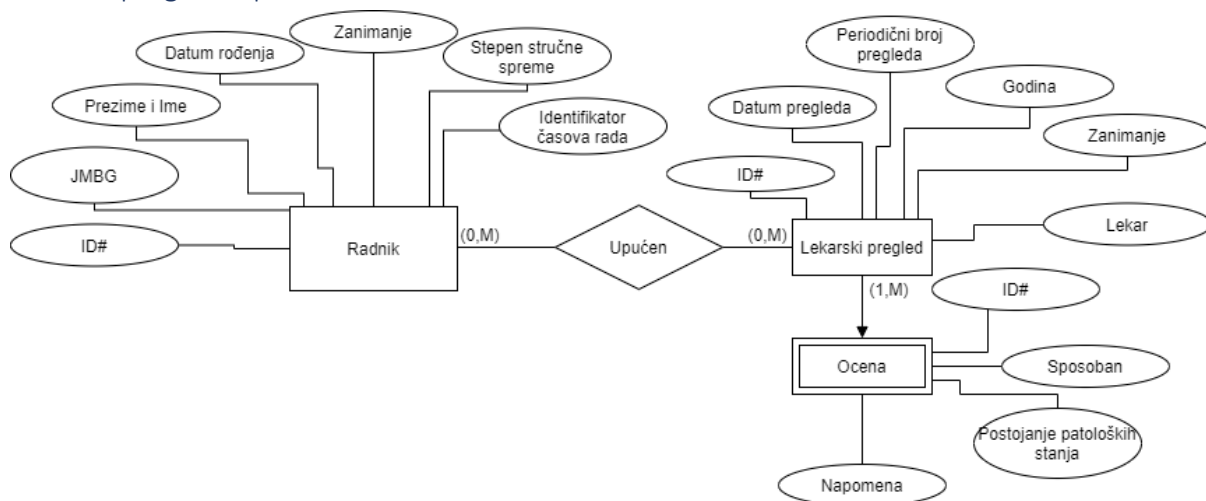 Zanimanje
Datum rođenja
Stepen stručne
spreme
Prezime i Ime
Identifikator
časova rada
JMBG
ID#
Radnik
(0,M)
Upućen
(0,M)
Periodični broj
pregleda
Datum pregleda
Godina
Zanimanje
ID#
Lekarski pregled
Lekar
(1,M)
ID#
Ocena
Sposoban
Postojanje patoloških
stanja
Napomena